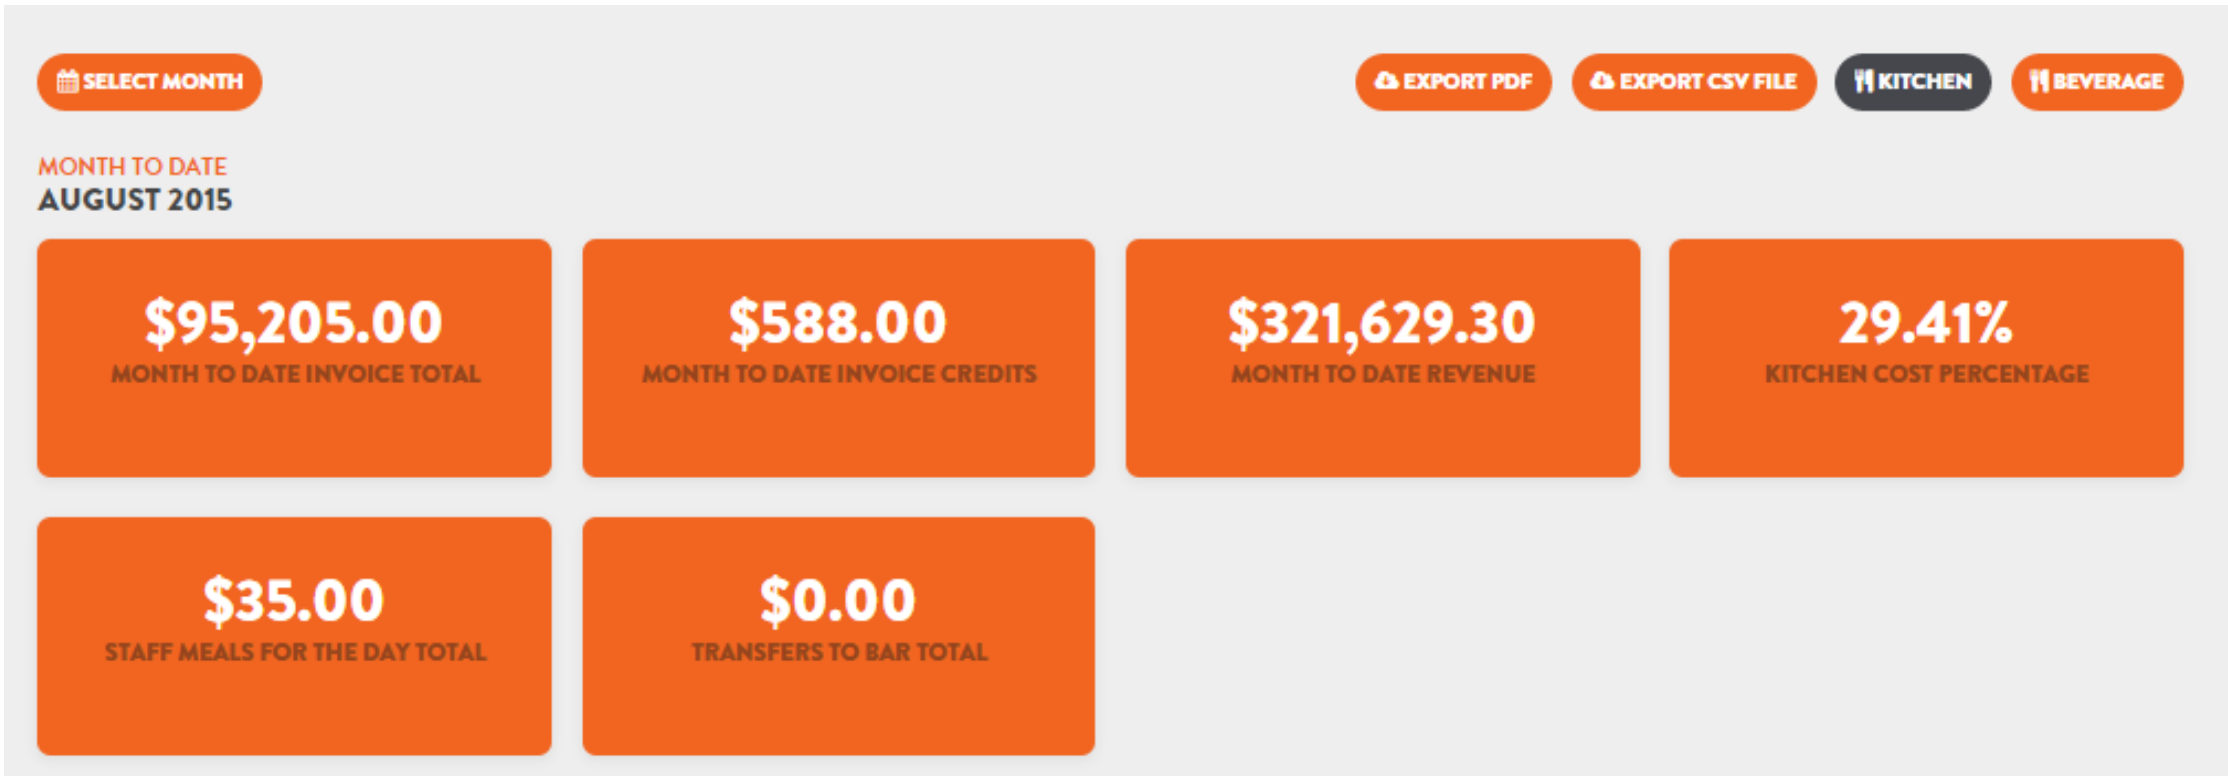 SELECT MONTH
EXPORT PDF
EXPORT CSV FILE
KITCHEN
BEVERAGE
MONTH TO DATE
AUGUST 2015
$95,205.00
MONTH TO DATE INVOICE TOTAL
$588.00
MONTH TO DATE INVOICE CREDITS
$321,629.30
MONTH TO DATE REVENUE
29.41%
KITCHEN COST PERCENTAGE
$35.00
STAFF MEALS FOR THE DAY TOTAL
$0.00
TRANSFERS TO BAR TOTAL